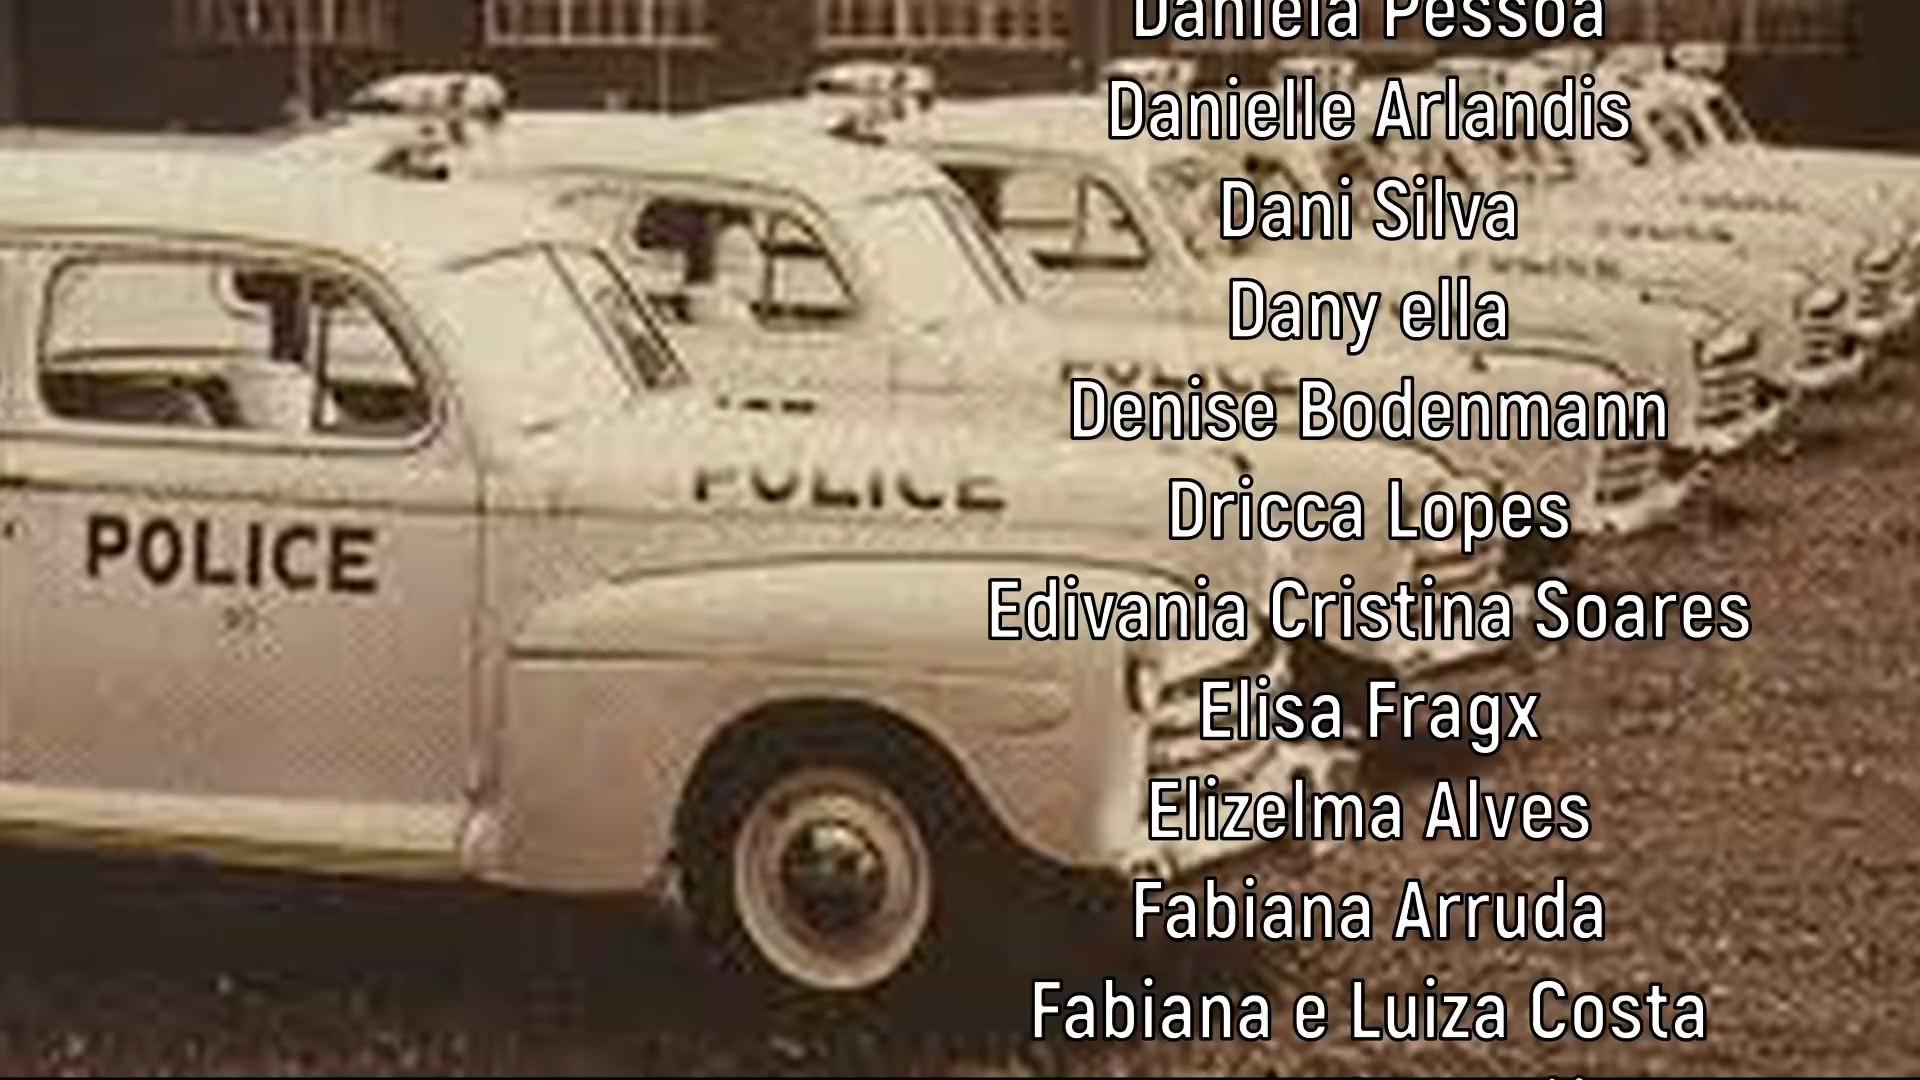 Daniela Pessoa
Danielle Arlandis
Dani Silva
Dany ella
Denise Bodenmann
Dricca Lopes
Edivania Cristina Soares
Elisa Fragx
Elizelma Alves
Fabiana Arruda
Fabiana e Luiza Costa
POLICE
POLICE
POLICE